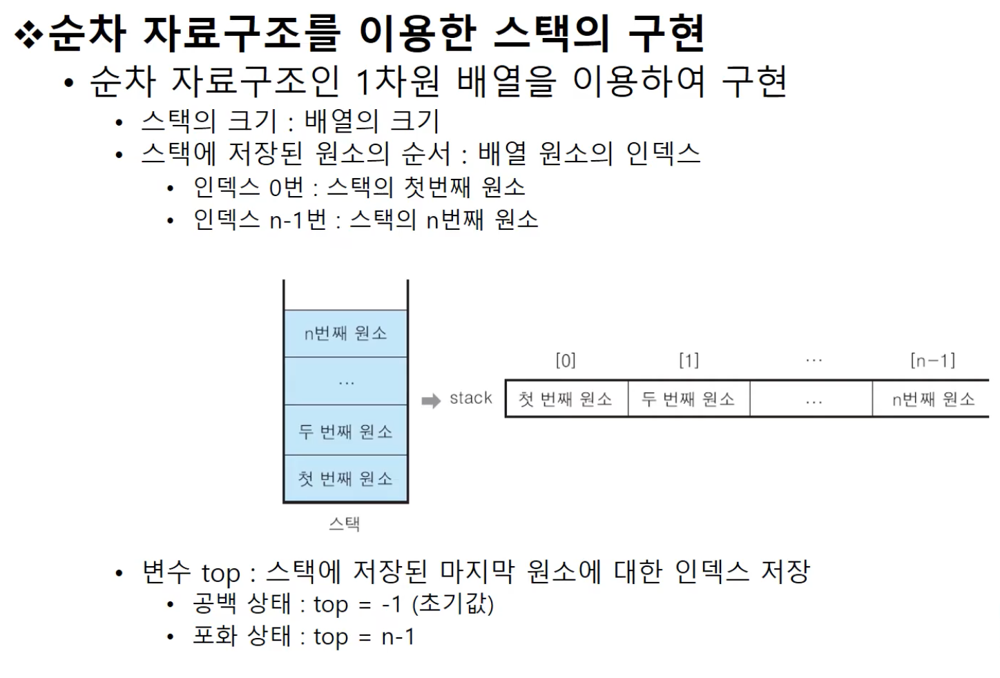 ❖순차 자료구조를 이용한 스택의 구현
• 순차 자료구조인 1차원 배열을 이용하여 구현
• 스택의 크기 : 배열의 크기
• 스택에 저장된 원소의 순서 : 배열 원소의 인덱스
• 인덱스 0번 : 스택의 첫번째 원소
• 인덱스 n-1번 : 스택의 n번째 원소
n번째 원소
...
두 번째 원소
첫 번째 원소
스택
[0] [1] ... [n-1]
stack 첫 번째 원소 두 번째 원소 ... n번째 원소
• 변수 top : 스택에 저장된 마지막 원소에 대한 인덱스 저장
• 공백 상태 : top = -1 (초기값)
• 포화 상태 : top = n-1